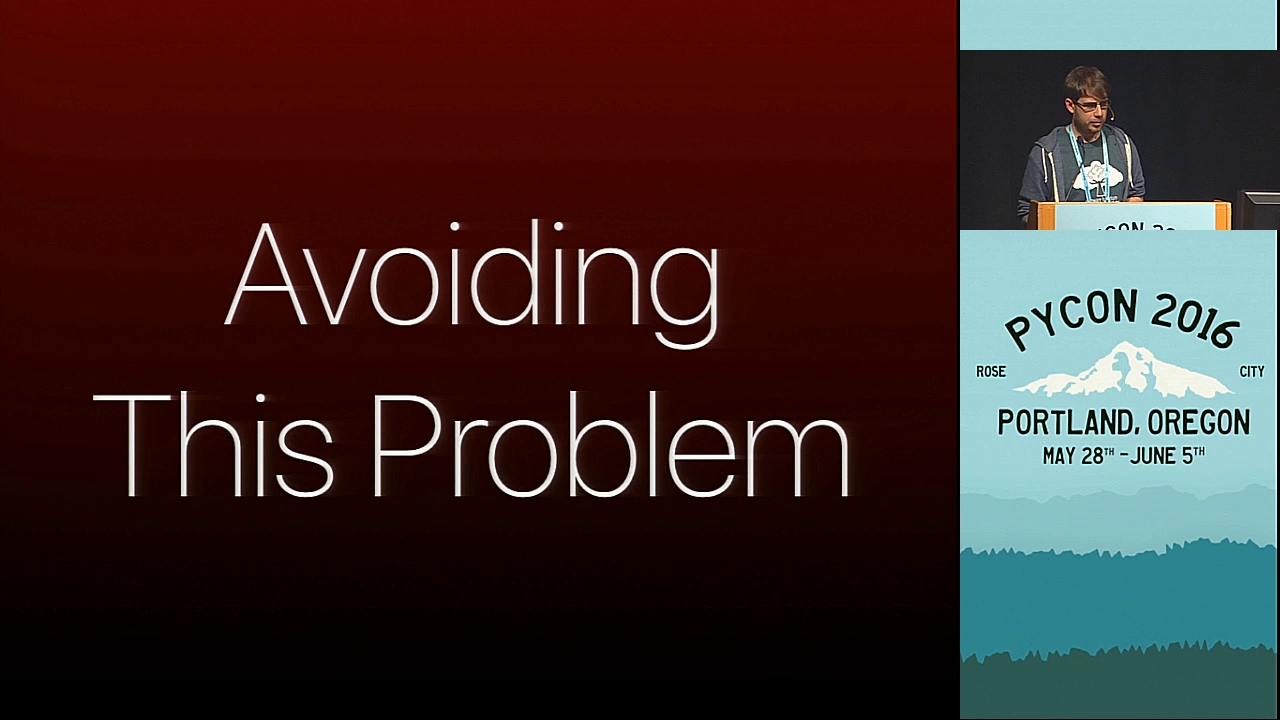 Avoiding
This Problem
PYCON 2016
ROSE
CITY
PORTLAND, OREGON
MAY 28TH - JUNE 5TH